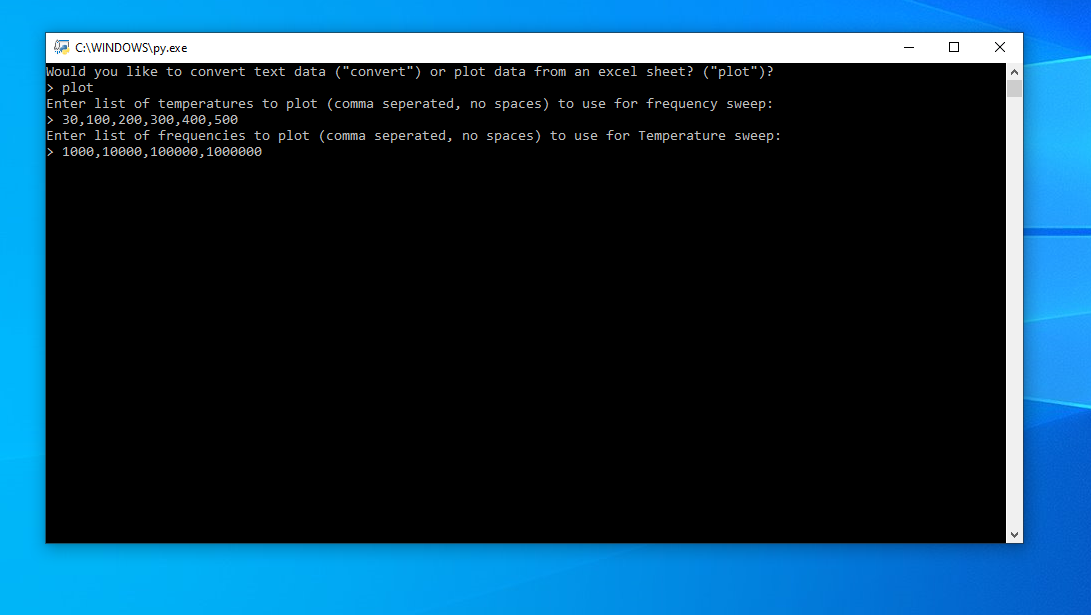 C:\WINDOWS\py.exe
Would you like to convert text data ("convert") or plot data from an excel sheet? ("plot")?
> plot
Enter list of temperatures to plot (comma seperated, no spaces) to use for frequency sweep:
> 30,100,200,300,400,500
Enter list of frequencies to plot (comma seperated, no spaces) to use for Temperature sweep:
> 1000,10000,100000,1000000